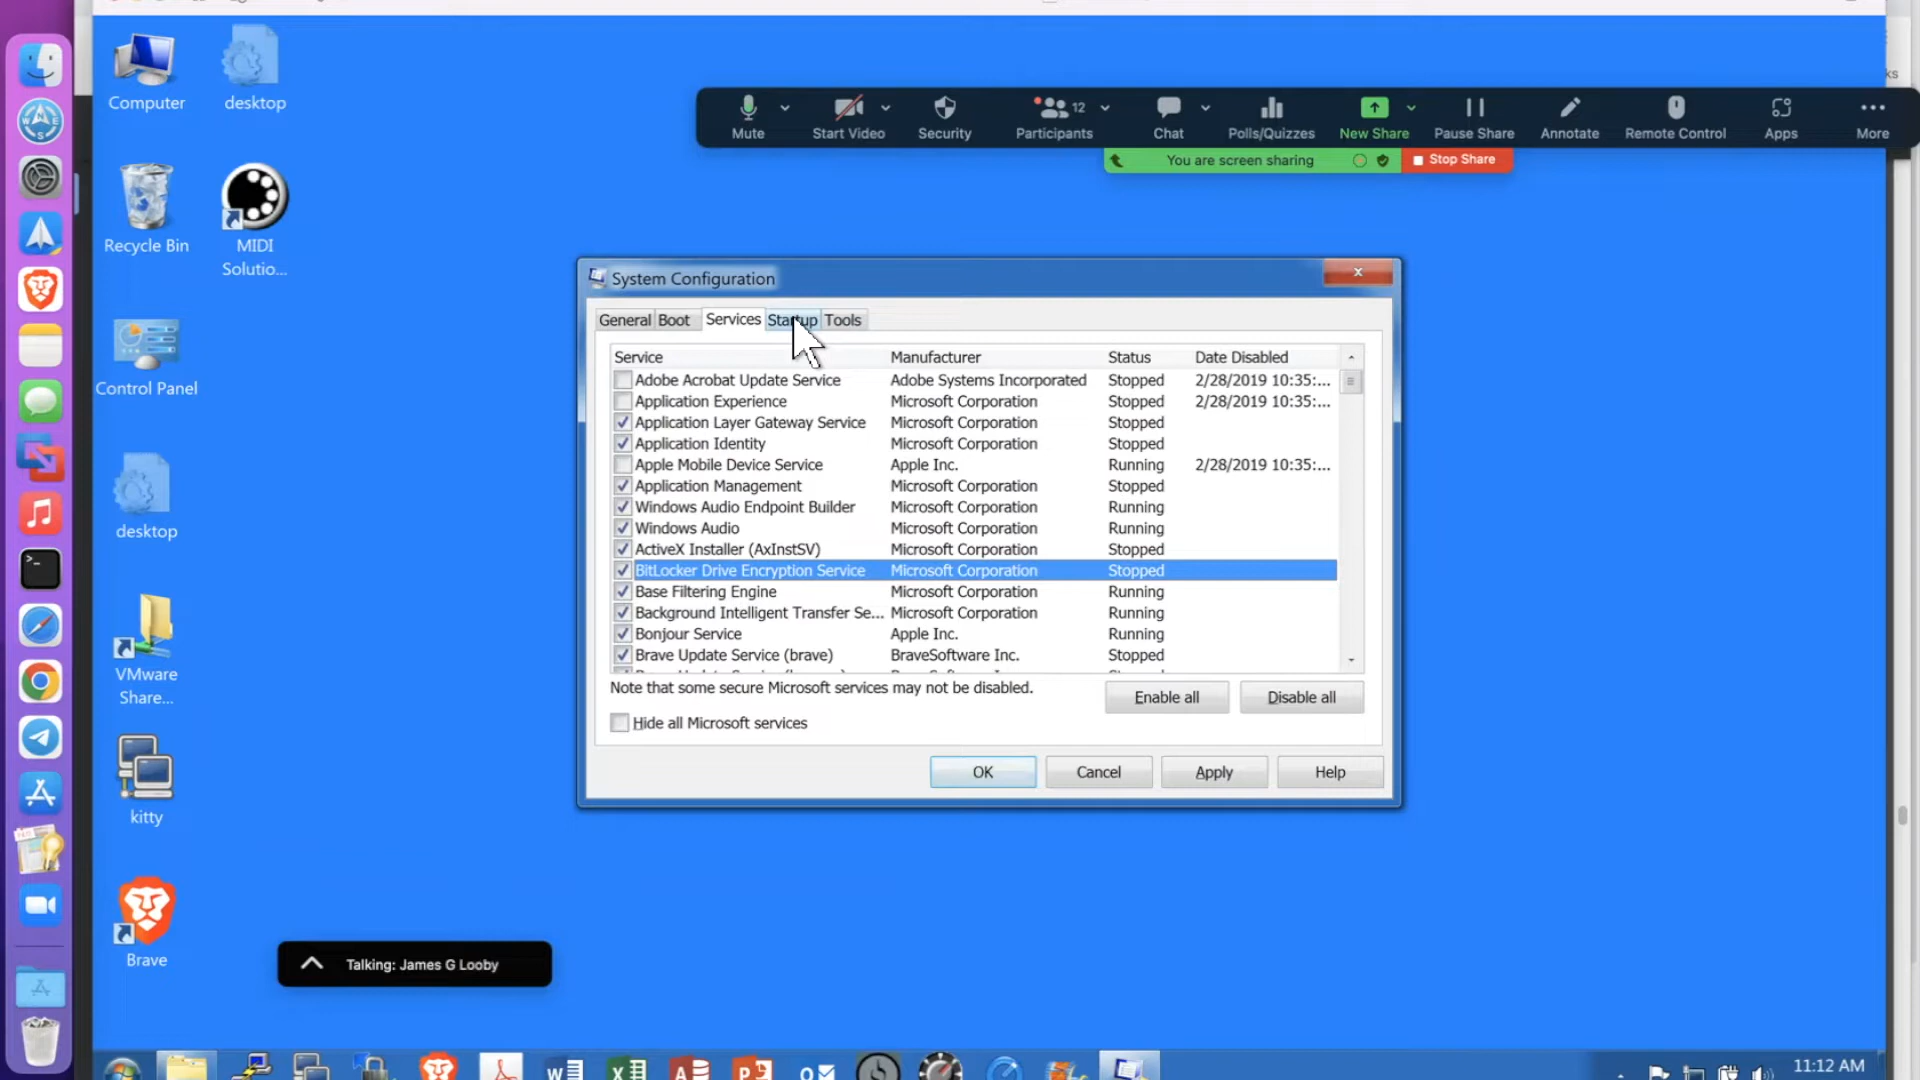 Computer
desktop
Recycle Bin
MIDI
Solutio...
Control Panel
desktop
VMware
Share...
kitty
Brave
Mute
Start Video
Security
12
Participants
Chat
Polls/Quizzes
New Share
Pause Share
Annotate
Remote Control
Apps
More
You are screen sharing
Stop Share
ks
System Configuration
General Boot Services Startup Tools
Service Manufacturer Status Date Disabled
Adobe Acrobat Update Service Adobe Systems Incorporated Stopped 2/28/2019 10:35:...
Application Experience Microsoft Corporation Stopped 2/28/2019 10:35:...
Application Layer Gateway Service Microsoft Corporation Stopped
Application Identity Microsoft Corporation Stopped
Apple Mobile Device Service Apple Inc. Running 2/28/2019 10:35:...
Application Management Microsoft Corporation Stopped
Windows Audio Endpoint Builder Microsoft Corporation Running
Windows Audio Microsoft Corporation Running
ActiveX Installer (AxInstSV) Microsoft Corporation Stopped
BitLocker Drive Encryption Service Microsoft Corporation Stopped
Base Filtering Engine Microsoft Corporation Running
Background Intelligent Transfer Se... Microsoft Corporation Running
Bonjour Service Apple Inc. Running
Brave Update Service (brave) BraveSoftware Inc. Stopped
Note that some secure Microsoft services may not be disabled.
Enable all
Disable all
Hide all Microsoft services
OK
Cancel
Apply
Help
Talking: James G Looby
11:12 AM